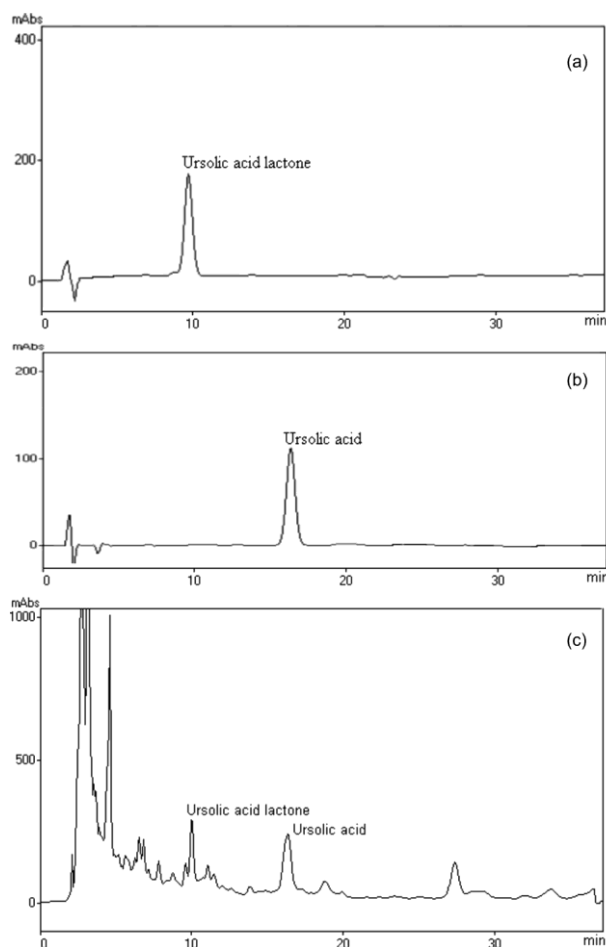 mAbs
400
(a)
200
Ursolic acid lactone
0
0 10 20 30 min
mAbs
200
(b)
Ursolic acid
100
0
0 10 20 30 min
mAbs
1000
(c)
500
Ursolic acid lactone
Ursolic acid
0
0 10 20 30 min